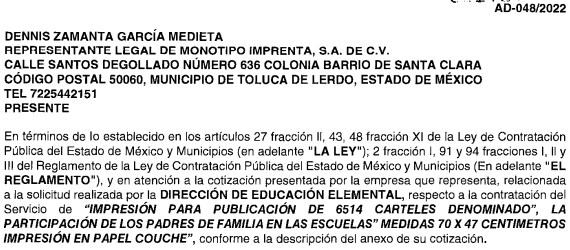 AD-048/2022
DENNIS ZAMANTA GARCÍA MEDIETA
REPRESENTANTE LEGAL DE MONOTIPO IMPRENTA, S.A. DE C.V.
CALLE SANTOS DEGOLLADO NÚMERO 636 COLONIA BARRIO DE SANTA CLARA
CÓDIGO POSTAL 50060, MUNICIPIO DE TOLUCA DE LERDO, ESTADO DE MÉXICO
TEL 7225442151
PRESENTE
En términos de lo establecido en los artículos 27 fracción II, 43, 48 fracción XI de la Ley de Contratación
Pública del Estado de México y Municipios (en adelante "LA LEY"); 2 fracción I, 91 y 94 fracciones I, II y
III del Reglamento de la Ley de Contratación Pública del Estado de México y Municipios (En adelante "EL
REGLAMENTO"), y en atención a la cotización presentada por la empresa que representa, relacionada
a la solicitud realizada por la DIRECCIÓN DE EDUCACIÓN ELEMENTAL, respecto a la contratación del
Servicio de "IMPRESIÓN PARA PUBLICACIÓN DE 6514 CARTELES DENOMINADO", LA
PARTICIPACIÓN DE LOS PADRES DE FAMILIA EN LAS ESCUELAS" MEDIDAS 70 X 47 CENTIMETROS
IMPRESIÓN EN PAPEL COUCHE", conforme a la descripción del anexo de su cotización.